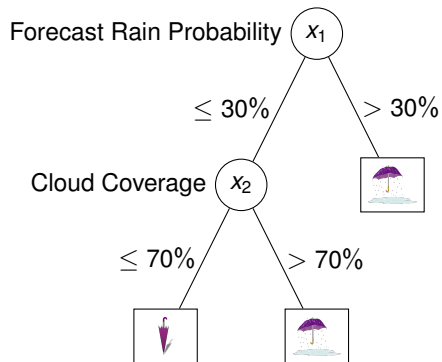 Forecast Rain Probability x₁
≤ 30% > 30%
Cloud Coverage x₂
≤ 70% > 70%